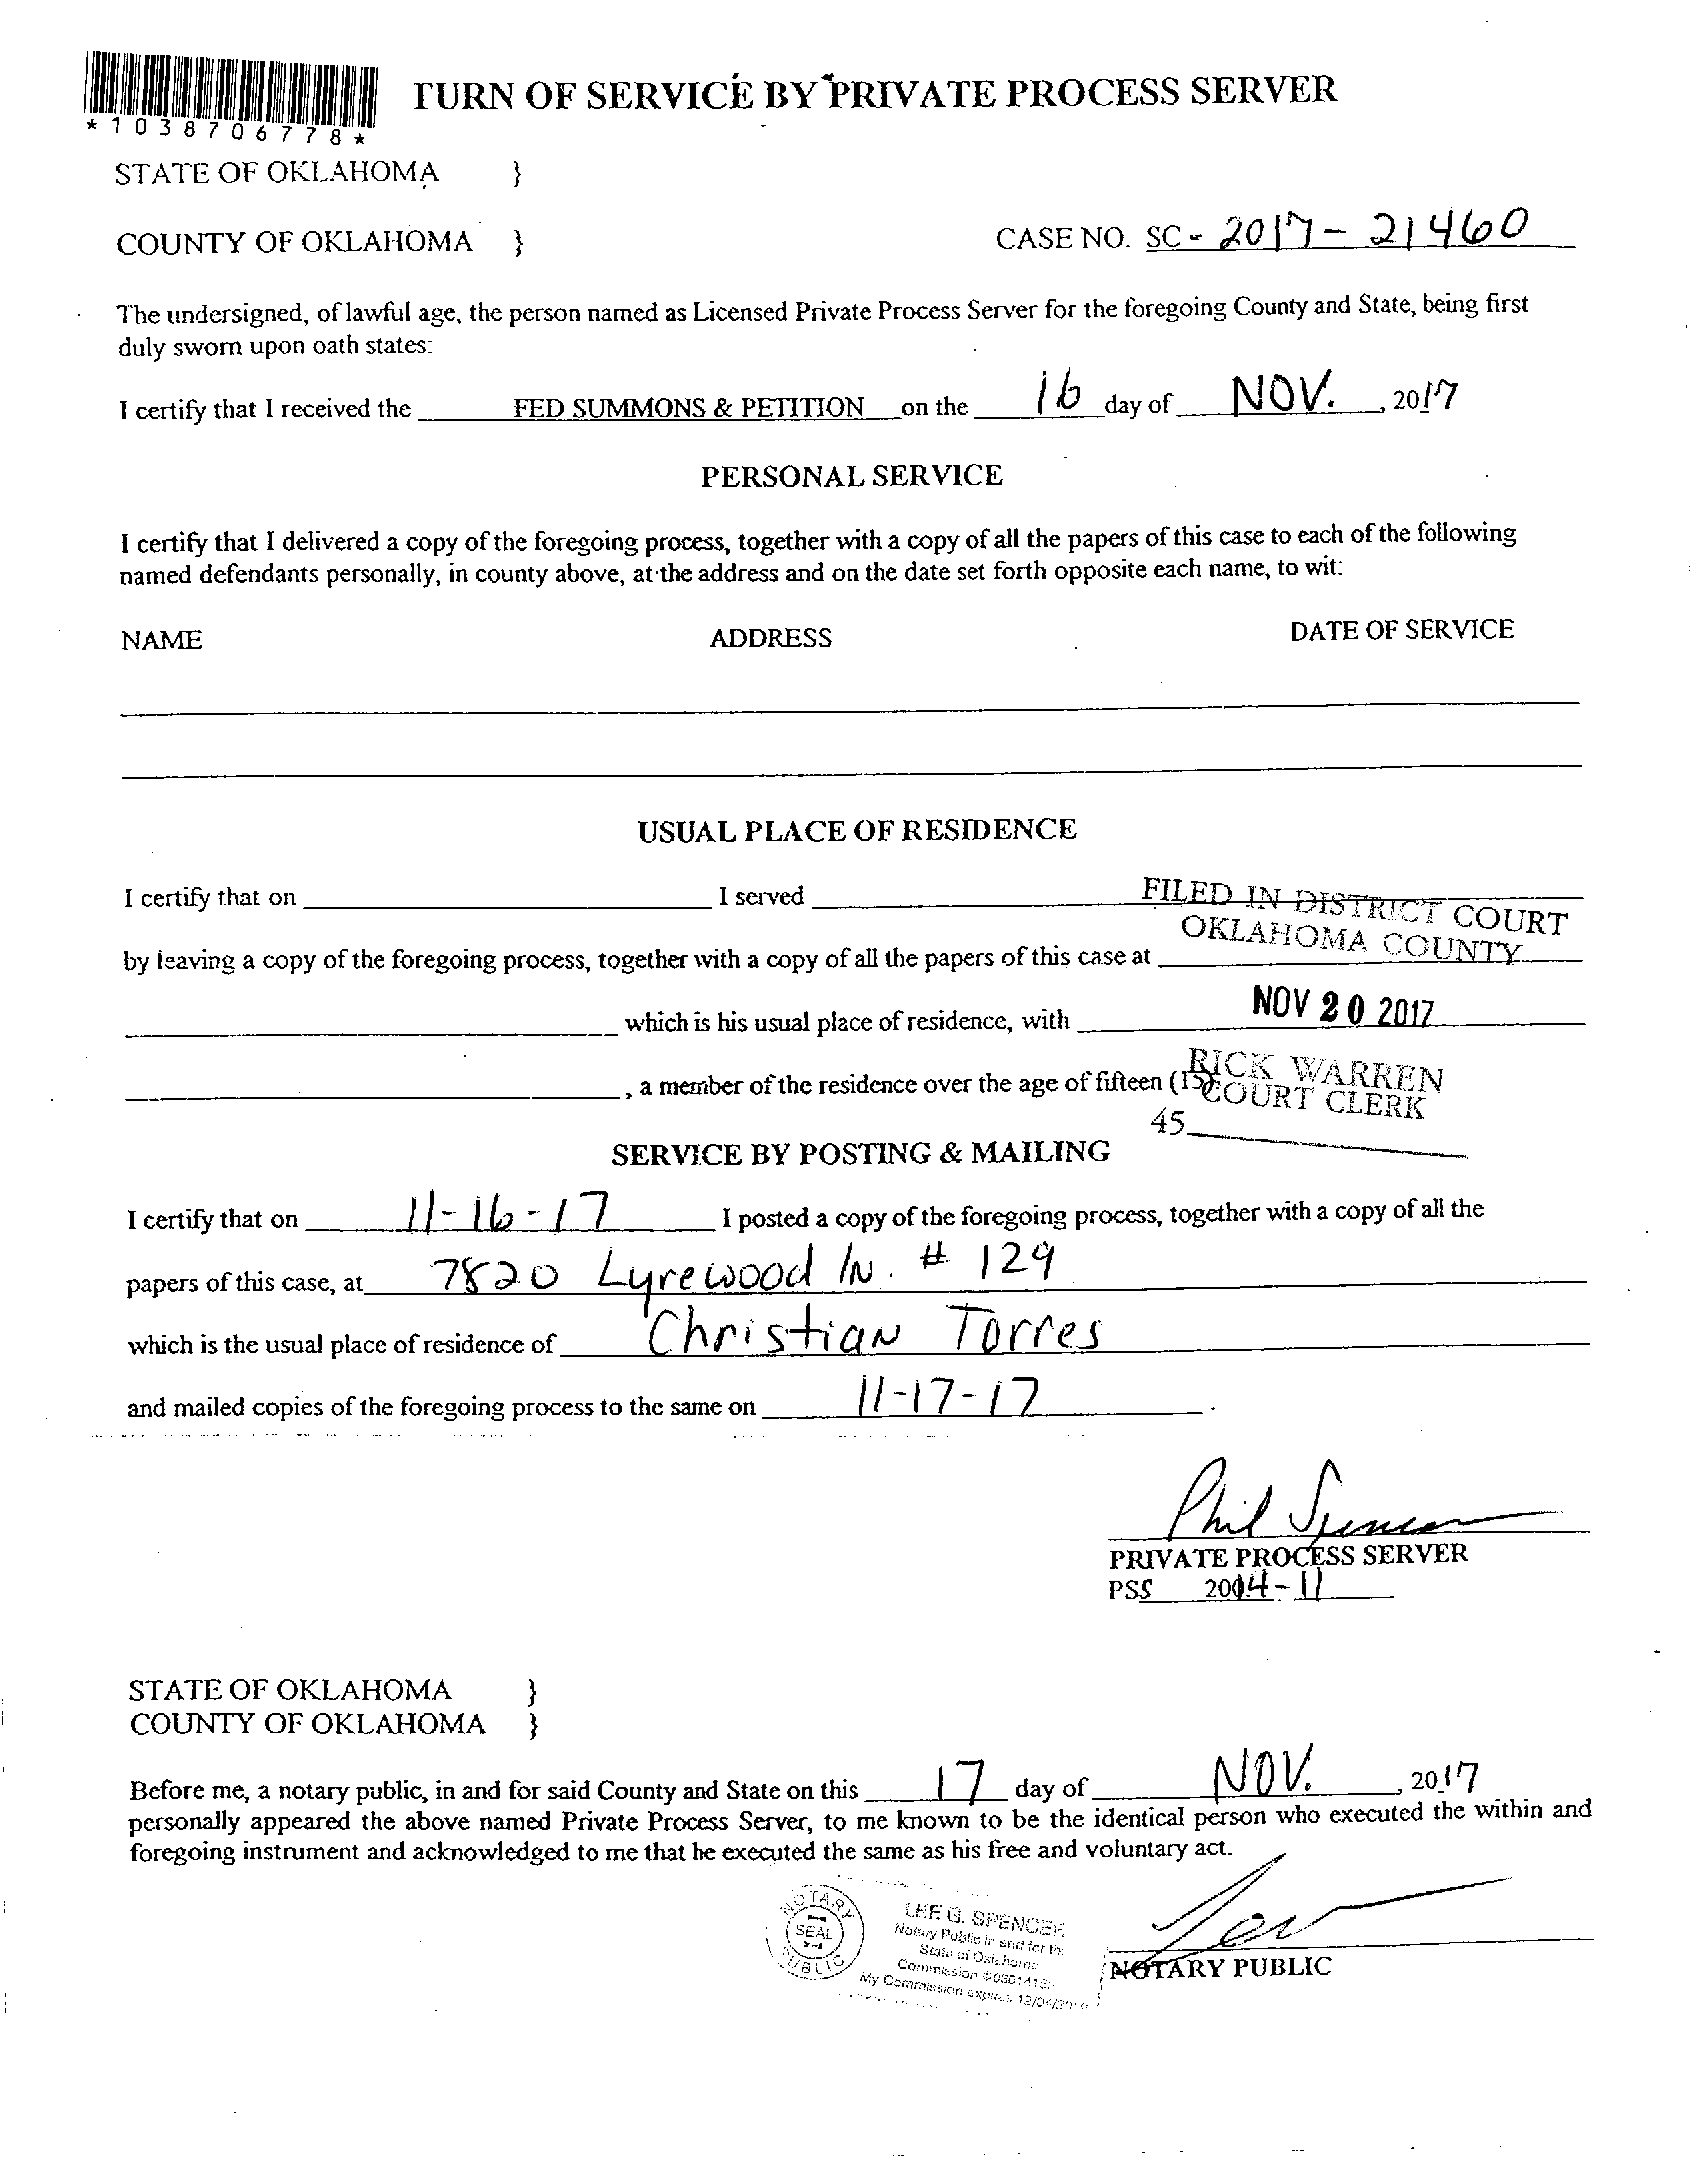 TURN OF SERVICE BY PRIVATE PROCESS SERVER
*1038706778*
STATE OF OKLAHOMA }
COUNTY OF OKLAHOMA } CASE NO. SC - 2017 - 21460
The undersigned, of lawful age, the person named as Licensed Private Process Server for the foregoing County and State, being first
duly sworn upon oath states:
I certify that I received the FED SUMMONS & PETITION on the 16 day of NOV. , 2017
PERSONAL SERVICE
I certify that I delivered a copy of the foregoing process, together with a copy of all the papers of this case to each of the following
named defendants personally, in county above, at the address and on the date set forth opposite each name, to wit:
NAME ADDRESS DATE OF SERVICE
USUAL PLACE OF RESIDENCE
I certify that on I served
FILED IN DISTRICT COURT
OKLAHOMA COUNTY
by leaving a copy of the foregoing process, together with a copy of all the papers of this case at
NOV 20 2017
which is his usual place of residence, with
RICK WARREN
, a member of the residence over the age of fifteen (15)
COURT CLERK
45
SERVICE BY POSTING & MAILING
I certify that on 11-16-17 I posted a copy of the foregoing process, together with a copy of all the
papers of this case, at 7820 Lyrewood ln. # 129
which is the usual place of residence of Christian Torres
and mailed copies of the foregoing process to the same on 11-17-17 .
Phil Spencer
PRIVATE PROCESS SERVER
PSS 2004-11
STATE OF OKLAHOMA }
COUNTY OF OKLAHOMA }
Before me, a notary public, in and for said County and State on this 17 day of NOV. , 2017
personally appeared the above named Private Process Server, to me known to be the identical person who executed the within and
foregoing instrument and acknowledged to me that he executed the same as his free and voluntary act.
NOTARY
SEAL
PUBLIC
LEE G. SPENCER
Notary Public in and for the
State of Oklahoma
Commission
My Commission expires
NOTARY PUBLIC